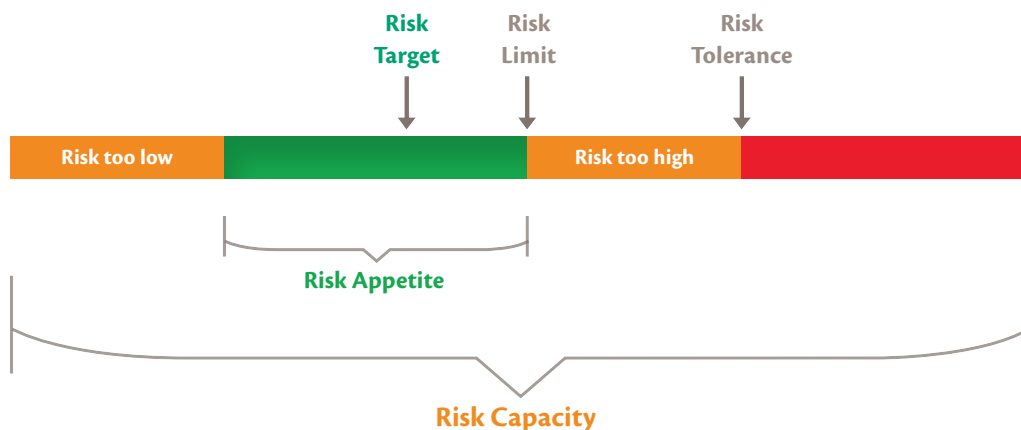 Risk
Target
Risk
Limit
Risk
Tolerance
Risk too low
Risk too high
Risk Appetite
Risk Capacity